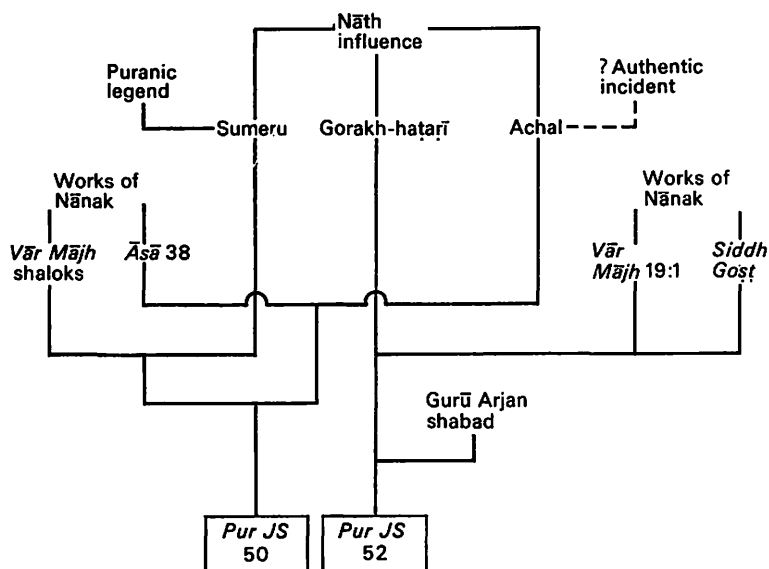 Nāth
influence
Puranic
legend
? Authentic
incident
Sumeru
Gorakh-haṭaṛī
Achal
Works of
Nānak
Works of
Nānak
Vār Mājh
shaloks
Āsā 38
Vār
Mājh 19:1
Siddh
Goṣṭ
Gurū Arjan
shabad
Pur JS
50
Pur JS
52